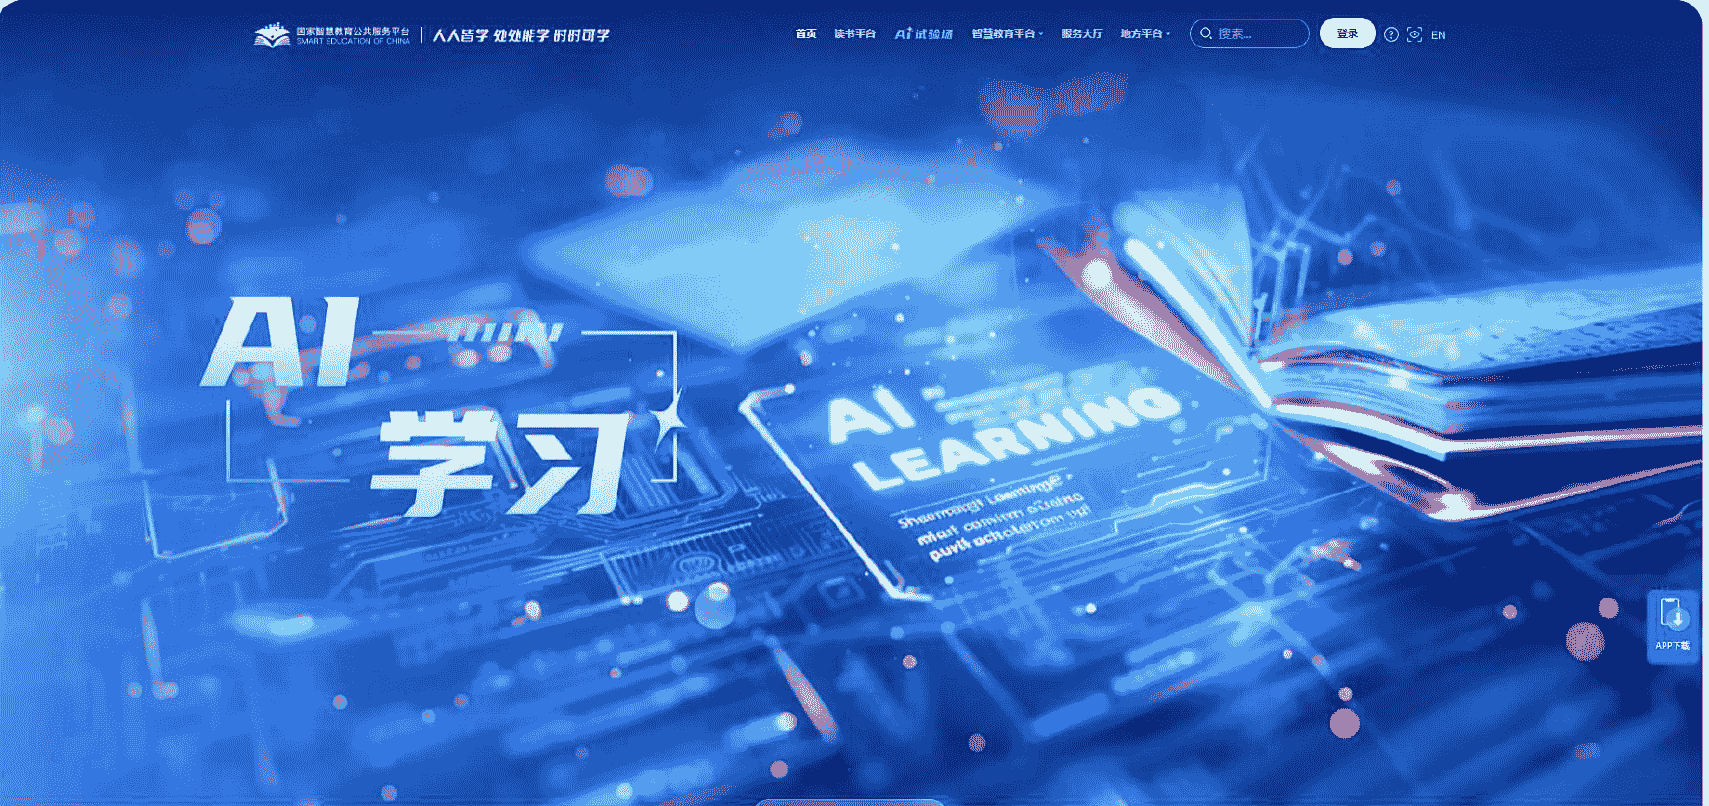 国家智慧教育公共服务平台
SMART EDUCATION OF CHINA
人人皆学 处处能学 时时可学
首页
读书平台
AI试验场
智慧教育平台
服务大厅
地方平台
搜索...
登录
EN
AI
学习
AI
LEARNING
APP下载